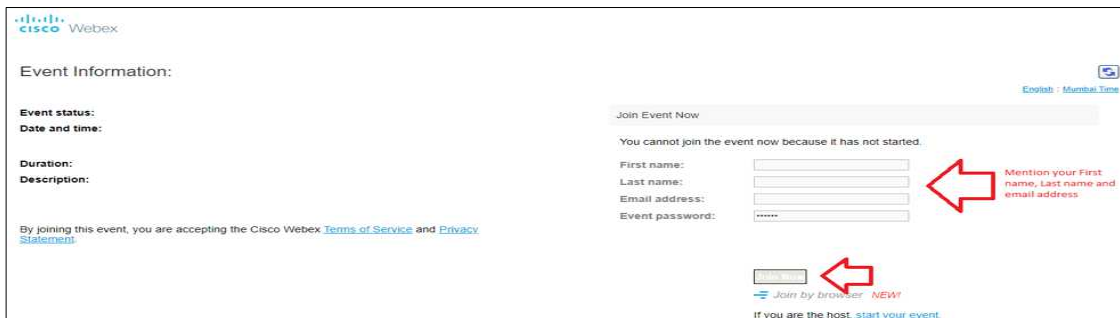 cisco Webex
Event Information:
English : Mumbai Time
Event status:
Date and time:
Duration:
Description:
By joining this event, you are accepting the Cisco Webex Terms of Service and Privacy
Statement.
Join Event Now
You cannot join the event now because it has not started.
First name:
Last name:
Email address:
Event password:
Mention your First
name, Last name and
email address
Join Now
Join by browser NEW!
If you are the host, start your event.